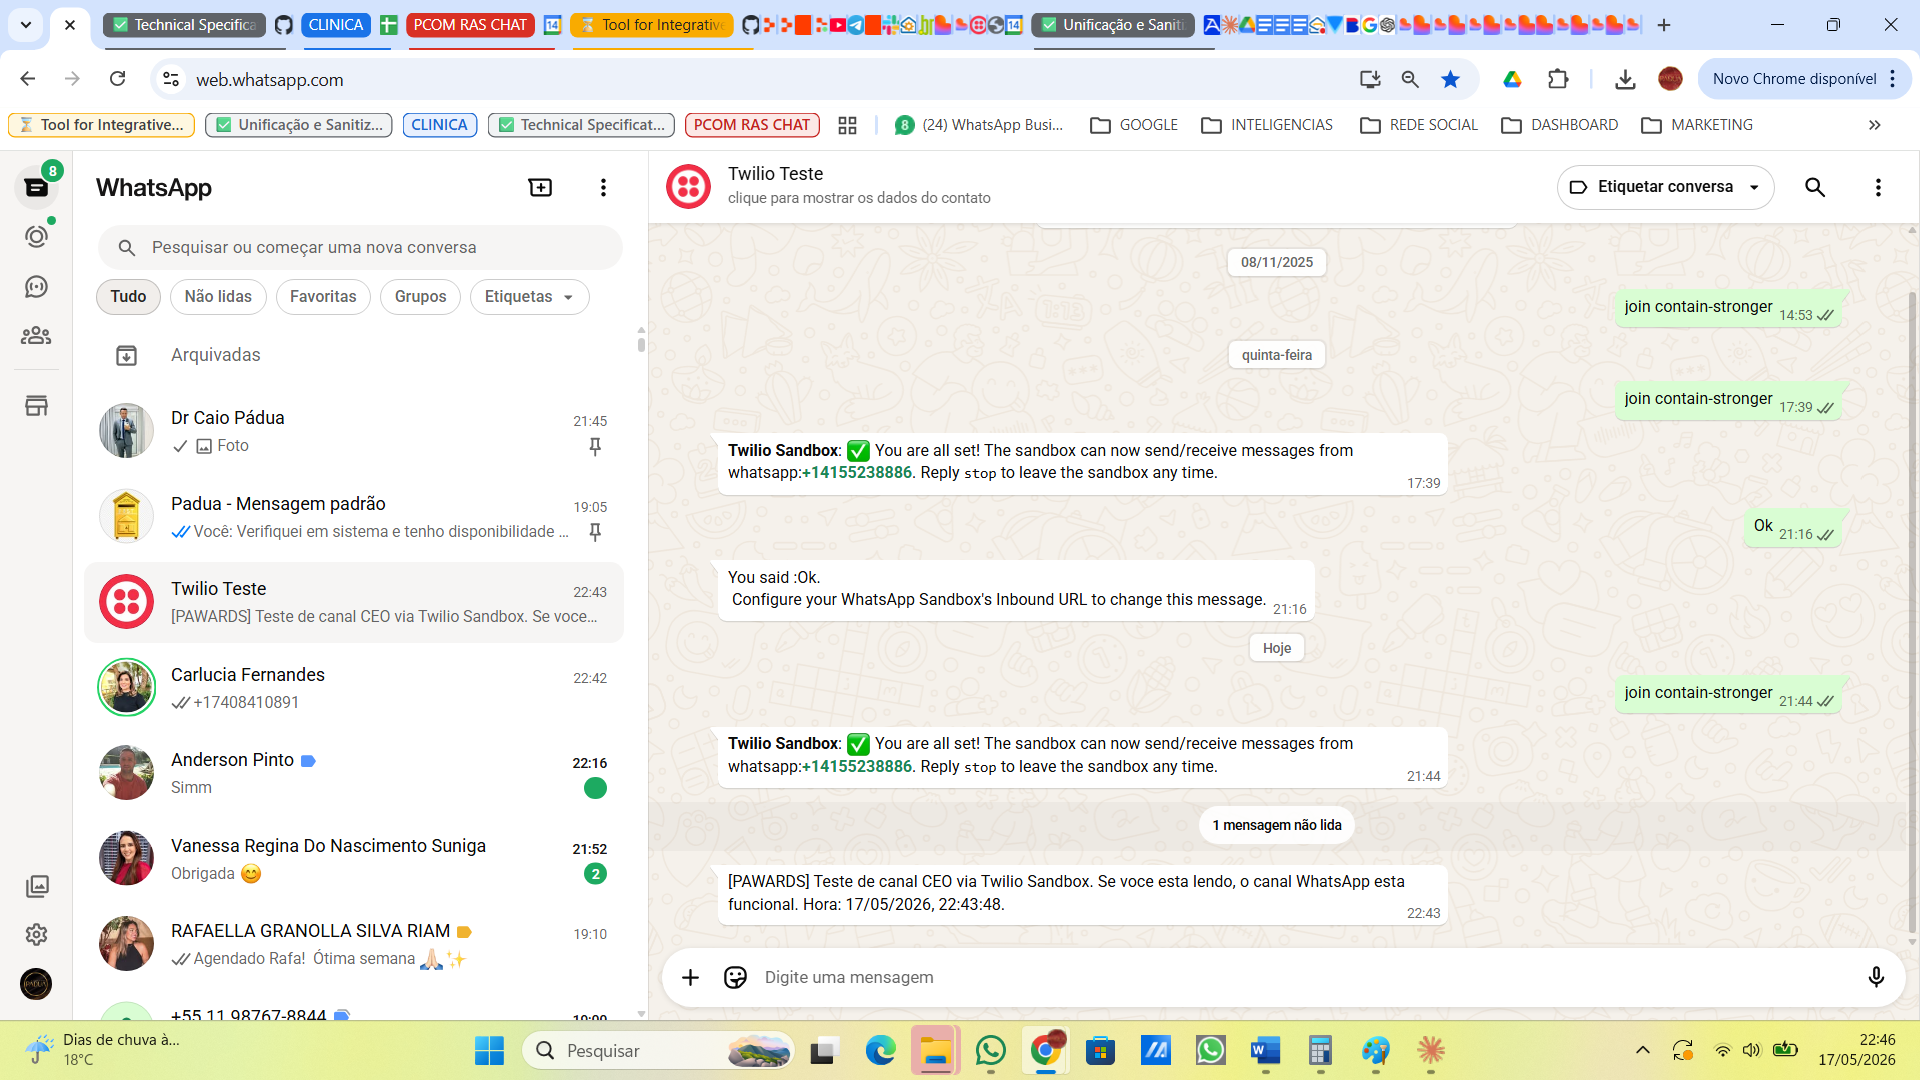 Technical Specifica
CLINICA
PCOM RAS CHAT
14
Tool for Integrative
14
Unificação e Saniti
web.whatsapp.com
Novo Chrome disponível
Tool for Integrative...
Unificação e Sanitiz...
CLINICA
Technical Specificat...
PCOM RAS CHAT
8
(24) WhatsApp Busi...
GOOGLE
INTELIGENCIAS
REDE SOCIAL
DASHBOARD
MARKETING
8
WhatsApp
Pesquisar ou começar uma nova conversa
Tudo
Não lidas
Favoritas
Grupos
Etiquetas
Arquivadas
Dr Caio Pádua
21:45
Foto
Padua - Mensagem padrão
19:05
Você: Verifiquei em sistema e tenho disponibilidade ...
Twilio Teste
22:43
[PAWARDS] Teste de canal CEO via Twilio Sandbox. Se voce...
Carlucia Fernandes
22:42
+17408410891
Anderson Pinto
22:16
Simm
Vanessa Regina Do Nascimento Suniga
21:52
Obrigada 😊
2
RAFAELLA GRANOLLA SILVA RIAM
19:10
Agendado Rafa! Ótima semana 🙏🏻✨
+55 11 98767-8844
19:00
Twilio Teste
clique para mostrar os dados do contato
Etiquetar conversa
08/11/2025
join contain-stronger 14:53
quinta-feira
join contain-stronger 17:39
Twilio Sandbox: ✅ You are all set! The sandbox can now send/receive messages from
whatsapp:+14155238886. Reply stop to leave the sandbox any time.
17:39
Ok 21:16
You said :Ok.
Configure your WhatsApp Sandbox's Inbound URL to change this message. 21:16
Hoje
join contain-stronger 21:44
Twilio Sandbox: ✅ You are all set! The sandbox can now send/receive messages from
whatsapp:+14155238886. Reply stop to leave the sandbox any time.
21:44
1 mensagem não lida
[PAWARDS] Teste de canal CEO via Twilio Sandbox. Se voce esta lendo, o canal WhatsApp esta
funcional. Hora: 17/05/2026, 22:43:48.
22:43
Digite uma mensagem
Dias de chuva à...
18°C
Pesquisar
22:46
17/05/2026